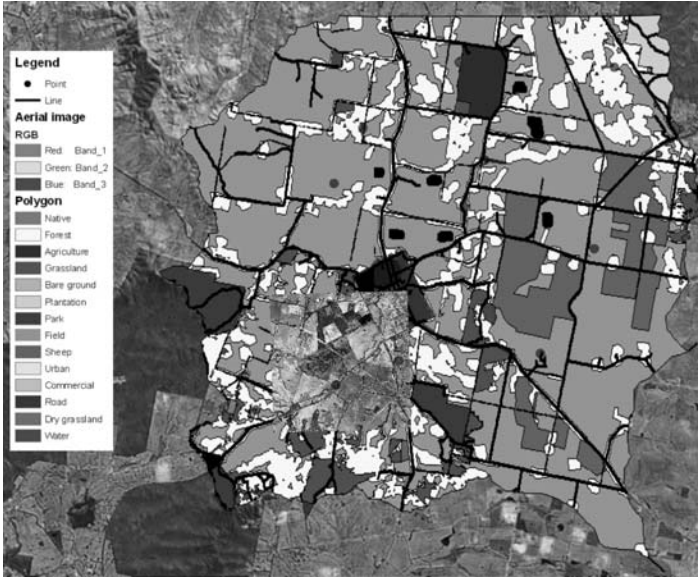 Legend
Point
Line
Aerial image
RGB
Red: Band_1
Green: Band_2
Blue: Band_3
Polygon
Native
Forest
Agriculture
Grassland
Bare ground
Plantation
Park
Field
Sheep
Urban
Commercial
Road
Dry grassland
Water